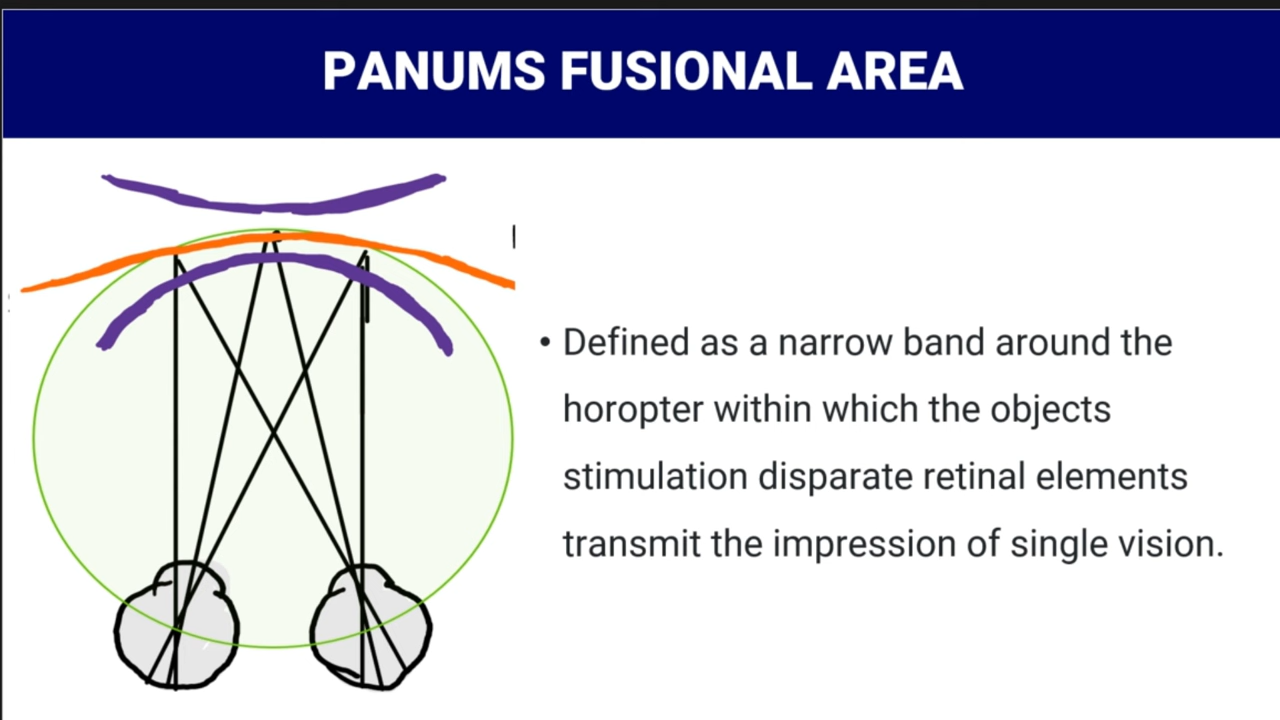 PANUMS FUSIONAL AREA
• Defined as a narrow band around the
horopter within which the objects
stimulation disparate retinal elements
transmit the impression of single vision.